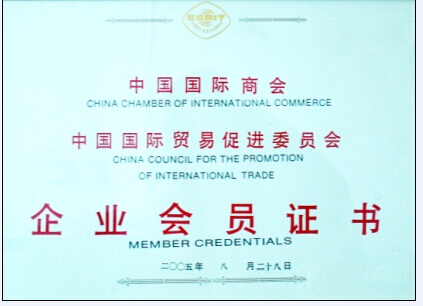 CCPIT
中国国际商会
CHINA CHAMBER OF INTERNATIONAL COMMERCE
中国国际贸易促进委员会
CHINA COUNCIL FOR THE PROMOTION
OF INTERNATIONAL TRADE
企业会员证书
MEMBER CREDENTIALS
二〇〇五年 八 月二十八日